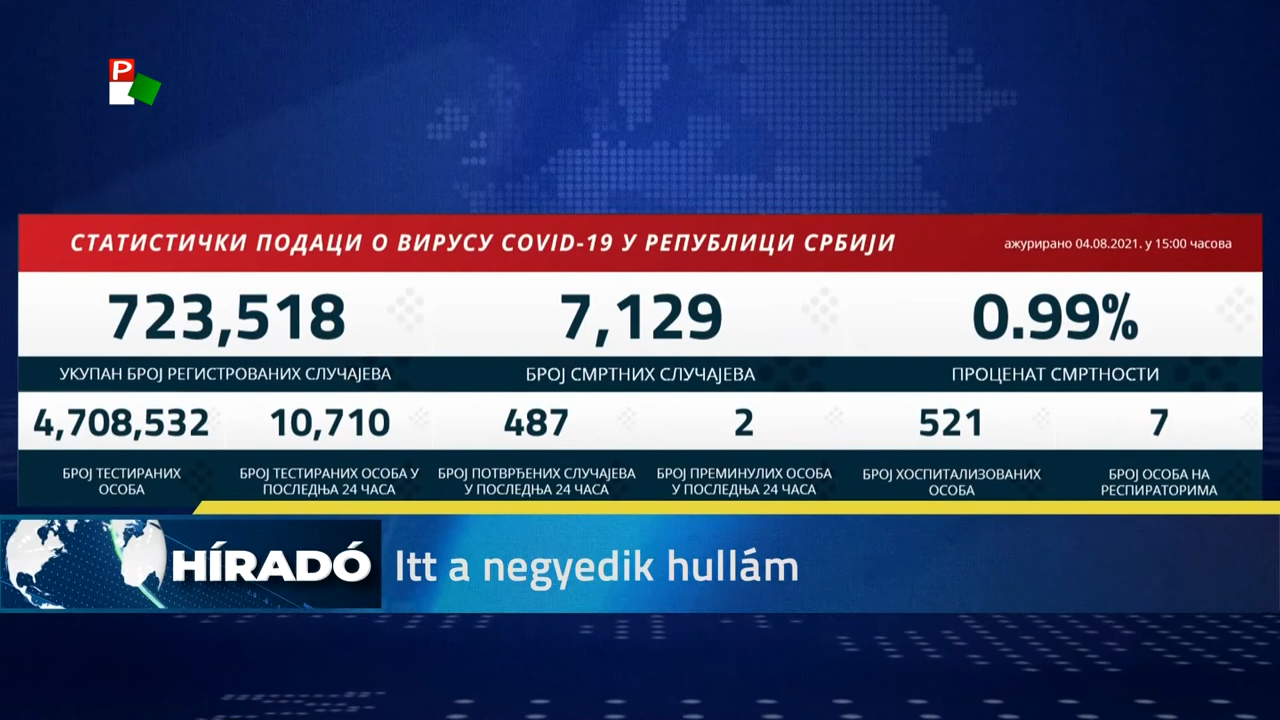 P
СТАТИСТИЧКИ ПОДАЦИ О ВИРУСУ COVID-19 У РЕПУБЛИЦИ СРБИЈИ
ажурирано 04.08.2021. у 15:00 часова
723,518
7,129
0.99%
УКУПАН БРОЈ РЕГИСТРОВАНИХ СЛУЧАЈЕВА
БРОЈ СМРТНИХ СЛУЧАЈЕВА
ПРОЦЕНАТ СМРТНОСТИ
4,708,532
10,710
487
2
521
7
БРОЈ ТЕСТИРАНИХ
ОСОБА
БРОЈ ТЕСТИРАНИХ ОСОБА У
ПОСЛЕДЊА 24 ЧАСА
БРОЈ ПОТВРЂЕНИХ СЛУЧАЈЕВА
У ПОСЛЕДЊА 24 ЧАСА
БРОЈ ПРЕМИНУЛИХ ОСОБА
У ПОСЛЕДЊА 24 ЧАСА
БРОЈ ХОСПИТАЛИЗОВАНИХ
ОСОБА
БРОЈ ОСОБА НА
РЕСПИРАТОРИМА
HÍRADÓ
Itt a negyedik hullám